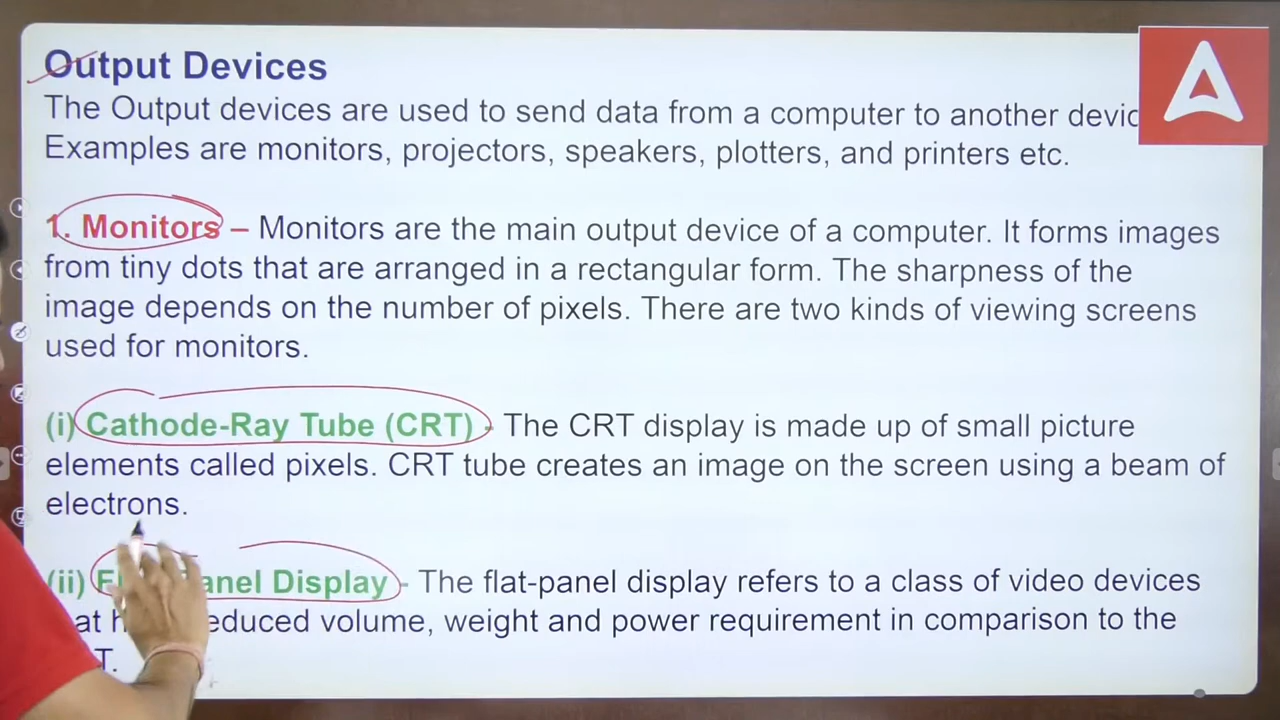 Output Devices
The Output devices are used to send data from a computer to another
Examples are monitors, projectors, speakers, plotters, and printers etc.
1. Monitors – Monitors are the main output device of a computer. It forms images
from tiny dots that are arranged in a rectangular form. The sharpness of the
image depends on the number of pixels. There are two kinds of viewing screens
used for monitors.
(i) Cathode-Ray Tube (CRT) - The CRT display is made up of small picture
elements called pixels. CRT tube creates an image on the screen using a beam of
electrons.
(ii) Display - The flat-panel display refers to a class of video devices
volume, weight and power requirement in comparison to the